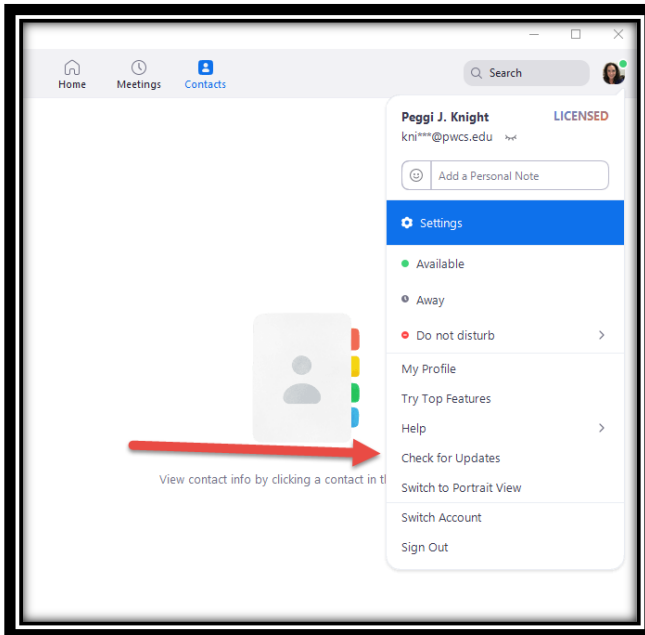 Home Meetings Contacts Search
Peggi J. Knight LICENSED
kni***@pwcs.edu
Add a Personal Note
Settings
Available
Away
Do not disturb
My Profile
Try Top Features
Help
Check for Updates
View contact info by clicking a contact in th
Switch to Portrait View
Switch Account
Sign Out